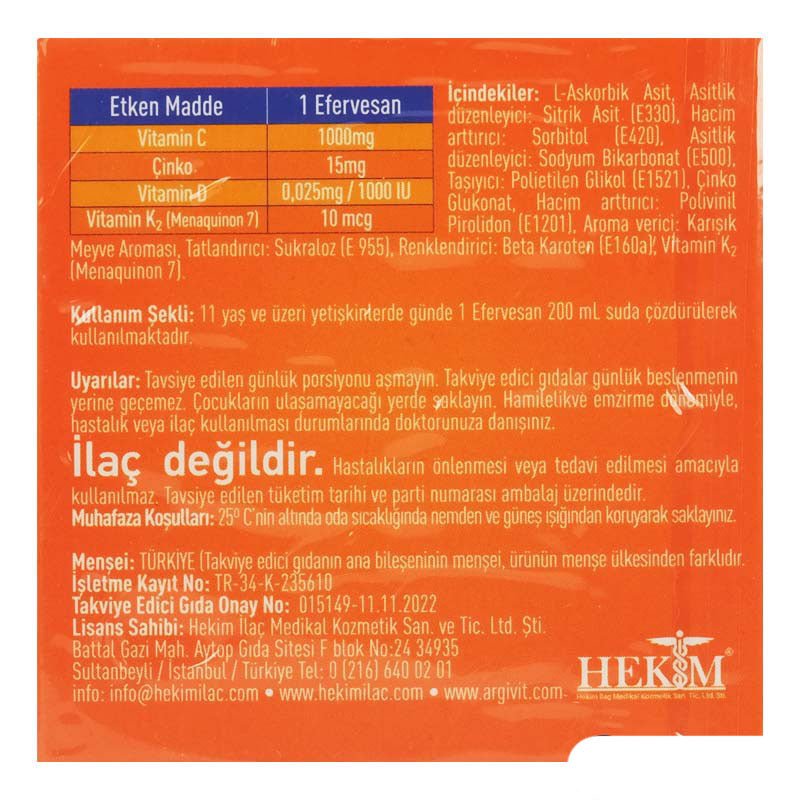 Etken Madde 1 Efervesan
Vitamin C 1000mg
Çinko 15mg
Vitamin D 0,025mg / 1000 IU
Vitamin K2 (Menaquinon 7) 10 mcg
İçindekiler: L-Askorbik Asit, Asitlik
düzenleyici: Sitrik Asit (E330), Hacim
arttırıcı: Sorbitol (E420), Asitlik
düzenleyici: Sodyum Bikarbonat (E500),
Taşıyıcı: Polietilen Glikol (E1521), Çinko
Glukonat, Hacim arttırıcı: Polivinil
Pirolidon (E1201), Aroma verici: Karışık
Meyve Aroması, Tatlandırıcı: Sukraloz (E 955), Renklendirici: Beta Karoten (E160a), Vitamin K2
(Menaquinon 7).
Kullanım Şekli: 11 yaş ve üzeri yetişkinlerde günde 1 Efervesan 200 mL suda çözdürülerek
kullanılmaktadır.
Uyarılar: Tavsiye edilen günlük porsiyonu aşmayın. Takviye edici gıdalar günlük beslenmenin
yerine geçemez. Çocukların ulaşamayacağı yerde saklayın. Hamilelikve emzirme dönemiyle,
hastalık veya ilaç kullanılması durumlarında doktorunuza danışınız.
İlaç değildir. Hastalıkların önlenmesi veya tedavi edilmesi amacıyla
kullanılmaz. Tavsiye edilen tüketim tarihi ve parti numarası ambalaj üzerindedir.
Muhafaza Koşulları: 25º C'nin altında oda sıcaklığında nemden ve güneş ışığından koruyarak saklayınız.
Menşei: TÜRKİYE (Takviye edici gıdanın ana bileşeninin menşei, ürünün menşe ülkesinden farklıdır.
İşletme Kayıt No: TR-34-K-235610
Takviye Edici Gıda Onay No: 015149-11.11.2022
Lisans Sahibi: Hekim İlaç Medikal Kozmetik San. ve Tic. Ltd. Şti.
Battal Gazi Mah. Aytop Gıda Sitesi F blok No:24 34935
Sultanbeyli / İstanbul / Türkiye Tel: 0 (216) 640 02 01
info: info@hekimilac.com • www.hekimilac.com • www.argivit.com
HEKİM®
Hekim İlaç Medikal Kozmetik San. Tic. Ltd. Sti.